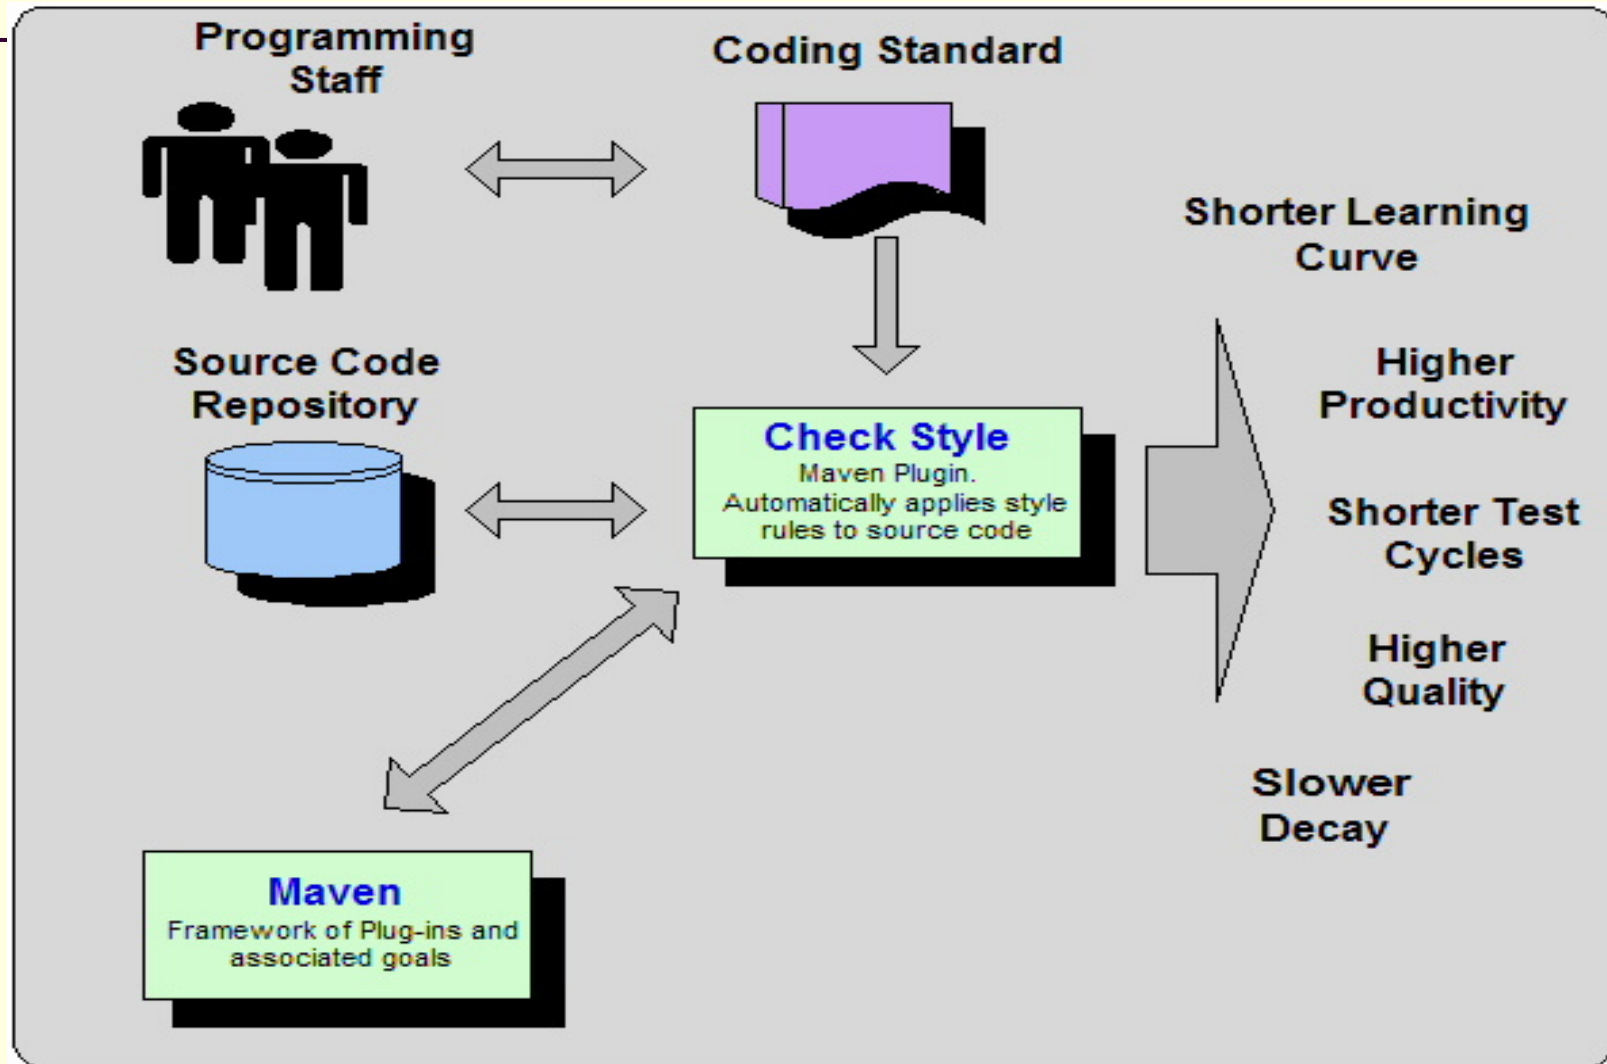 Programming
Staff
Coding Standard
Shorter Learning
Curve
Source Code
Repository
Higher
Productivity
Check Style
Maven Plugin.
Automatically applies style
rules to source code
Shorter Test
Cycles
Higher
Quality
Slower
Decay
Maven
Framework of Plug-ins and
associated goals